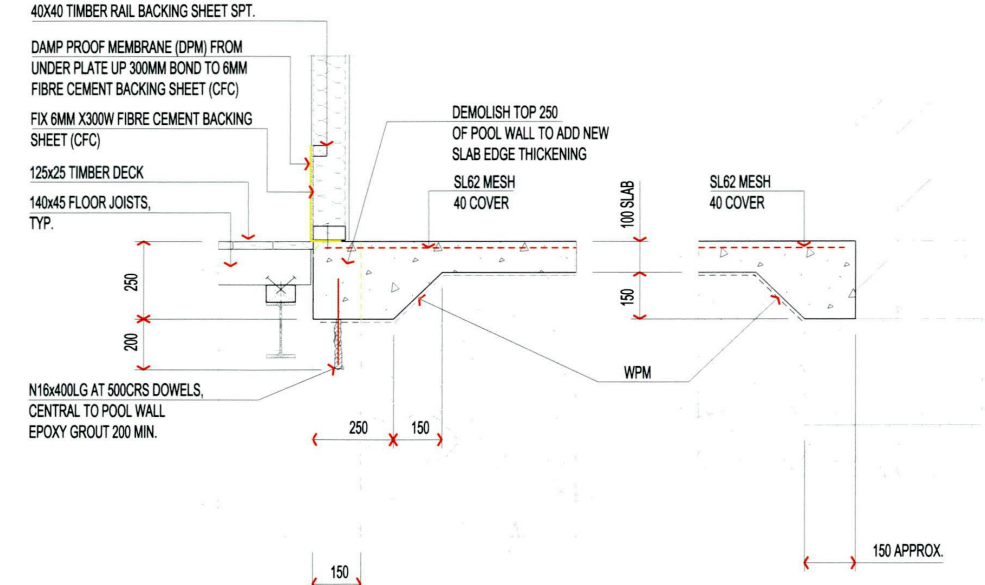 40X40 TIMBER RAIL BACKING SHEET SPT.
DAMP PROOF MEMBRANE (DPM) FROM
UNDER PLATE UP 300MM BOND TO 6MM
FIBRE CEMENT BACKING SHEET (CFC)
FIX 6MM X300W FIBRE CEMENT BACKING
SHEET (CFC)
125x25 TIMBER DECK
140x45 FLOOR JOISTS,
TYP.
DEMOLISH TOP 250
OF POOL WALL TO ADD NEW
SLAB EDGE THICKENING
SL62 MESH
40 COVER
100 SLAB
SL62 MESH
40 COVER
250
200
150
WPM
N16x400LG AT 500CRS DOWELS,
CENTRAL TO POOL WALL
EPOXY GROUT 200 MIN.
250
150
150 APPROX.
150